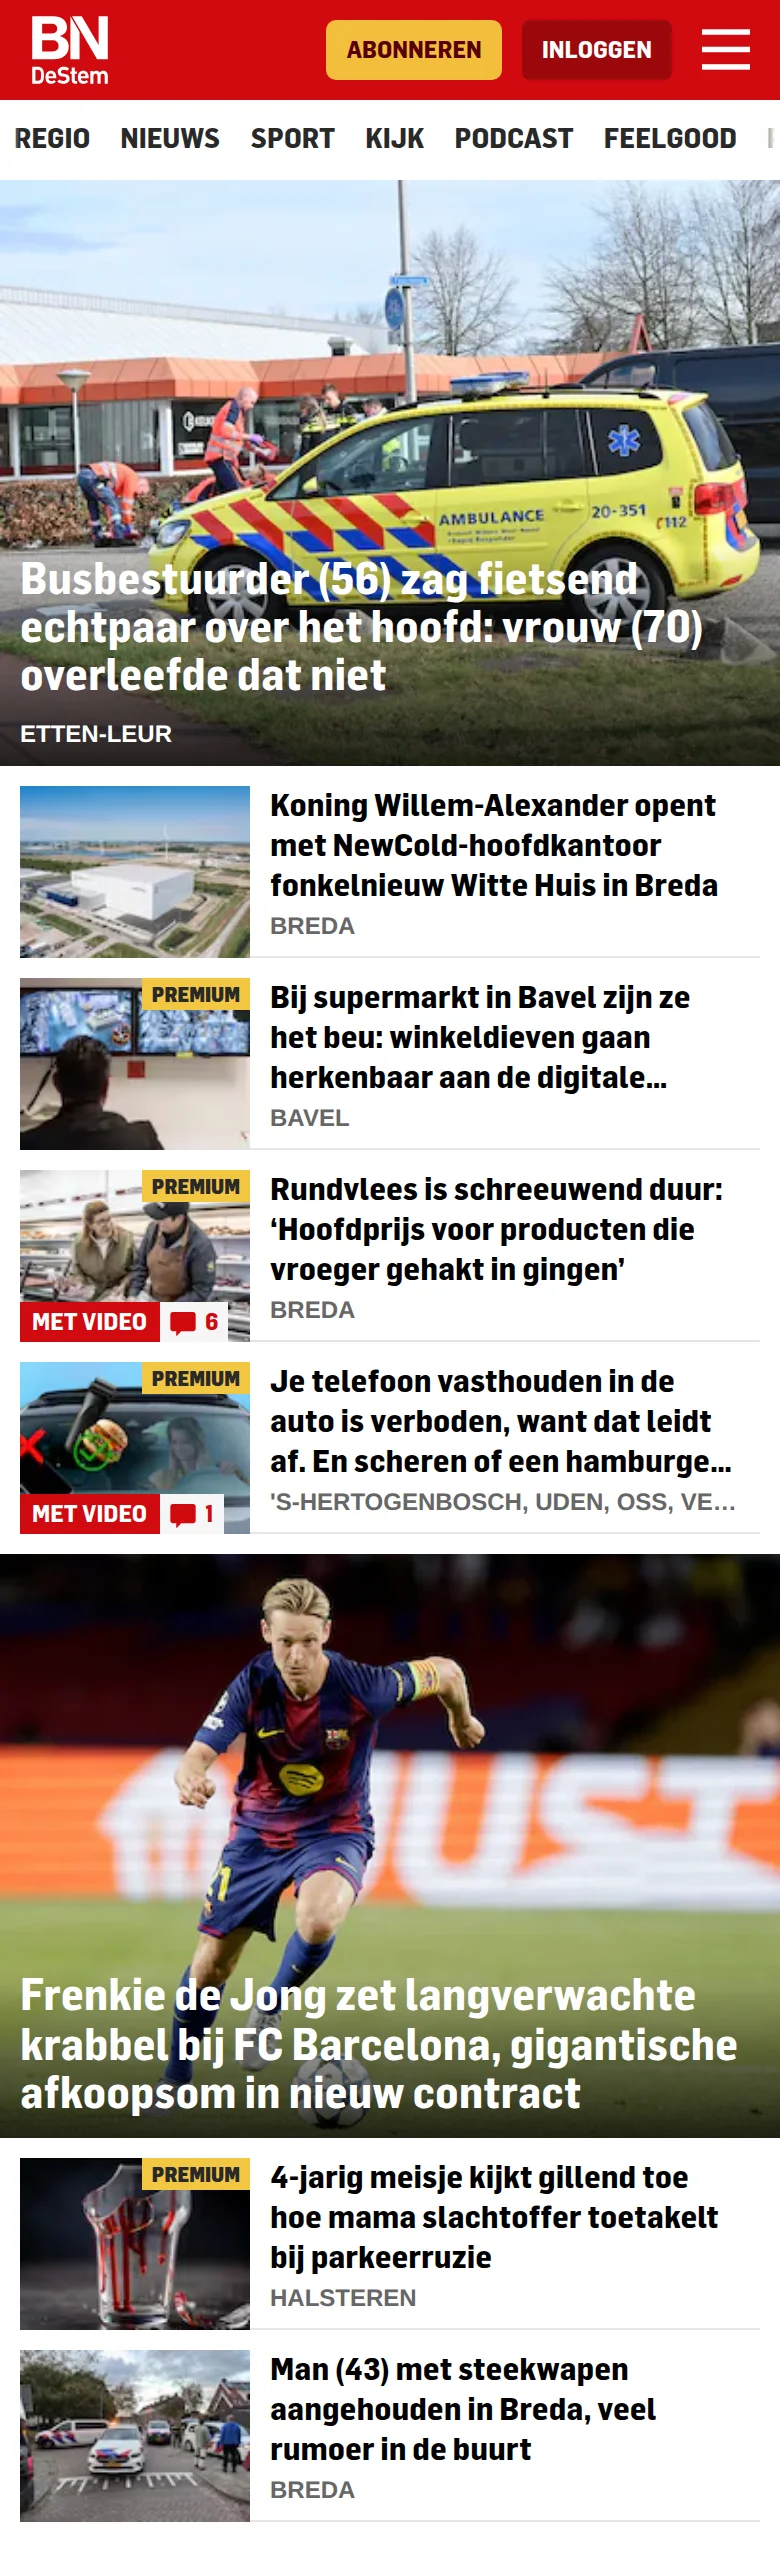 BN
DeStem
ABONNEREN
INLOGGEN
REGIO NIEUWS SPORT KIJK PODCAST FEELGOOD
AMBULANCE
20-351
112
Busbestuurder (56) zag fietsend
echtpaar over het hoofd: vrouw (70)
overleefde dat niet
ETTEN-LEUR
Koning Willem-Alexander opent
met NewCold-hoofdkantoor
fonkelnieuw Witte Huis in Breda
BREDA
PREMIUM
Bij supermarkt in Bavel zijn ze
het beu: winkeldieven gaan
herkenbaar aan de digitale...
BAVEL
PREMIUM
MET VIDEO 6
Rundvlees is schreeuwend duur:
‘Hoofdprijs voor producten die
vroeger gehakt in gingen’
BREDA
PREMIUM
MET VIDEO 1
Je telefoon vasthouden in de
auto is verboden, want dat leidt
af. En scheren of een hamburge...
'S-HERTOGENBOSCH, UDEN, OSS, VE...
UST
21
Frenkie de Jong zet langverwachte
krabbel bij FC Barcelona, gigantische
afkoopsom in nieuw contract
PREMIUM
4-jarig meisje kijkt gillend toe
hoe mama slachtoffer toetakelt
bij parkeerruzie
HALSTEREN
Man (43) met steekwapen
aangehouden in Breda, veel
rumoer in de buurt
BREDA